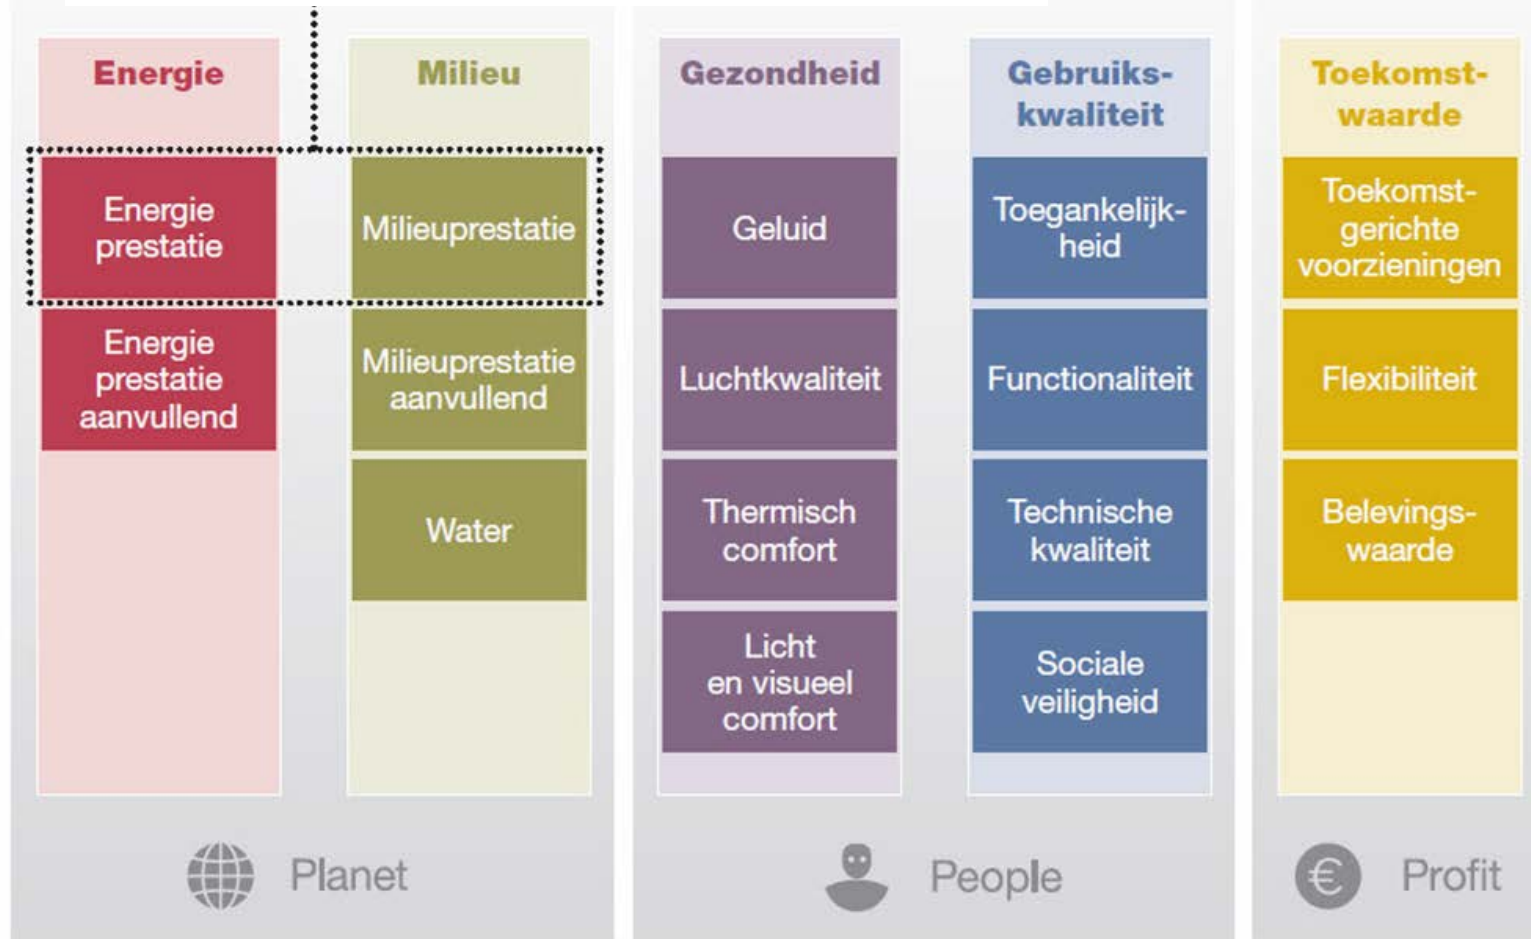 Energie
Energie
prestatie
Energie
prestatie
aanvullend
Milieu
Milieuprestatie
Milieuprestatie
aanvullend
Water
Planet
Gezondheid
Geluid
Luchtkwaliteit
Thermisch
comfort
Licht
en visueel
comfort
Gebruiks-
kwaliteit
Toegankelijk-
heid
Functionaliteit
Technische
kwaliteit
Sociale
veiligheid
People
Toekomst-
waarde
Toekomst-
gerichte
voorzieningen
Flexibiliteit
Belevings-
waarde
€ Profit